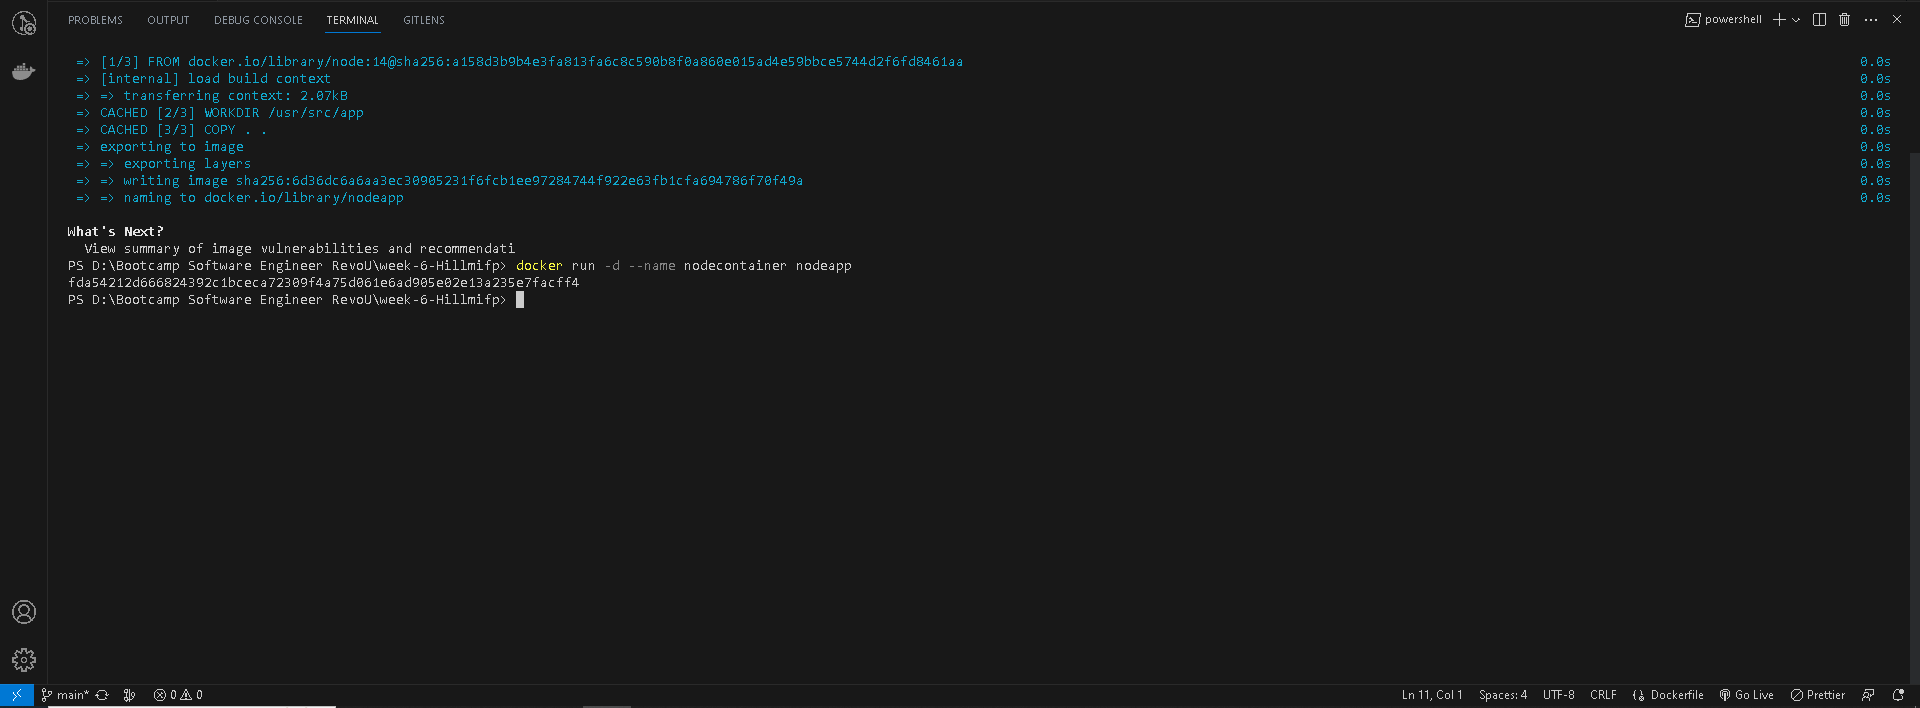 PROBLEMS OUTPUT DEBUG CONSOLE TERMINAL GITLENS powershell
=> [1/3] FROM docker.io/library/node:14@sha256:a158d3b9b4e3fa813fa6c8c590b8f0a860e015ad4e59bbce5744d2f6fd8461aa 0.0s
=> [internal] load build context 0.0s
=> => transferring context: 2.07kB 0.0s
=> CACHED [2/3] WORKDIR /usr/src/app 0.0s
=> CACHED [3/3] COPY . . 0.0s
=> exporting to image 0.0s
=> => exporting layers 0.0s
=> => writing image sha256:6d36dc6a6aa3ec30905231f6fcb1ee97284744f922e63fb1cfa694786f70f49a 0.0s
=> => naming to docker.io/library/nodeapp 0.0s
What's Next?
View summary of image vulnerabilities and recommendati
PS D:\Bootcamp Software Engineer RevoU\week-6-Hillmifp> docker run -d --name nodecontainer nodeapp
fda54212d666824392c1bceca72309f4a75d061e6ad905e02e13a235e7facff4
PS D:\Bootcamp Software Engineer RevoU\week-6-Hillmifp>
main* 0 0 Ln 11, Col 1 Spaces: 4 UTF-8 CRLF Dockerfile Go Live Prettier